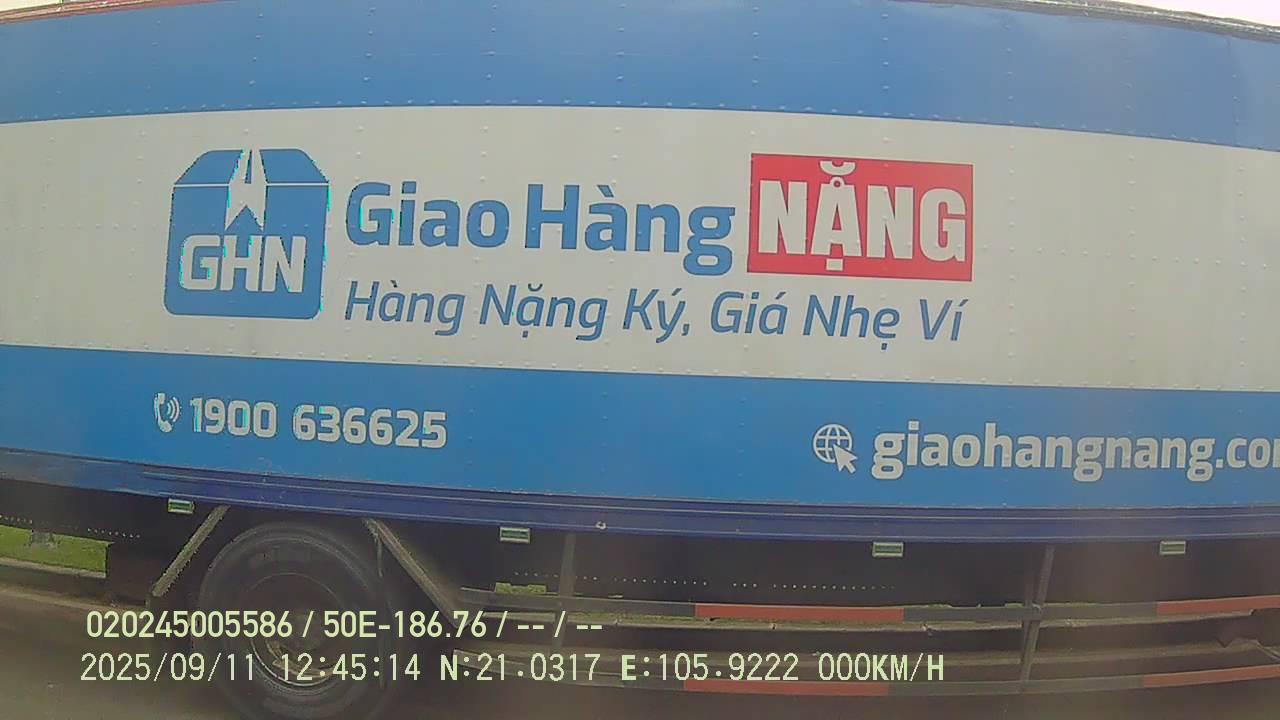 GHN
Giao Hàng NẶNG
Hàng Nặng Ký, Giá Nhẹ Ví
1900 636625
giaohangnang.co
020245005586 / 50E-186.76 / -- / --
2025/09/11 12:45:14 N:21.0317 E:105.9222 000KM/H